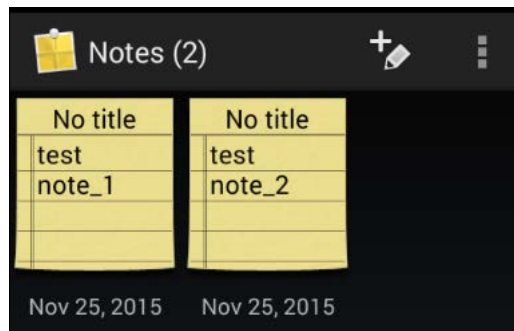 Notes (2)
No title
test
note_1
No title
test
note_2
Nov 25, 2015
Nov 25, 2015